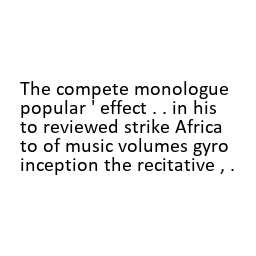 The compete monologue
popular ' effect . . in his
to reviewed strike Africa
to of music volumes gyro
inception the recitative , .